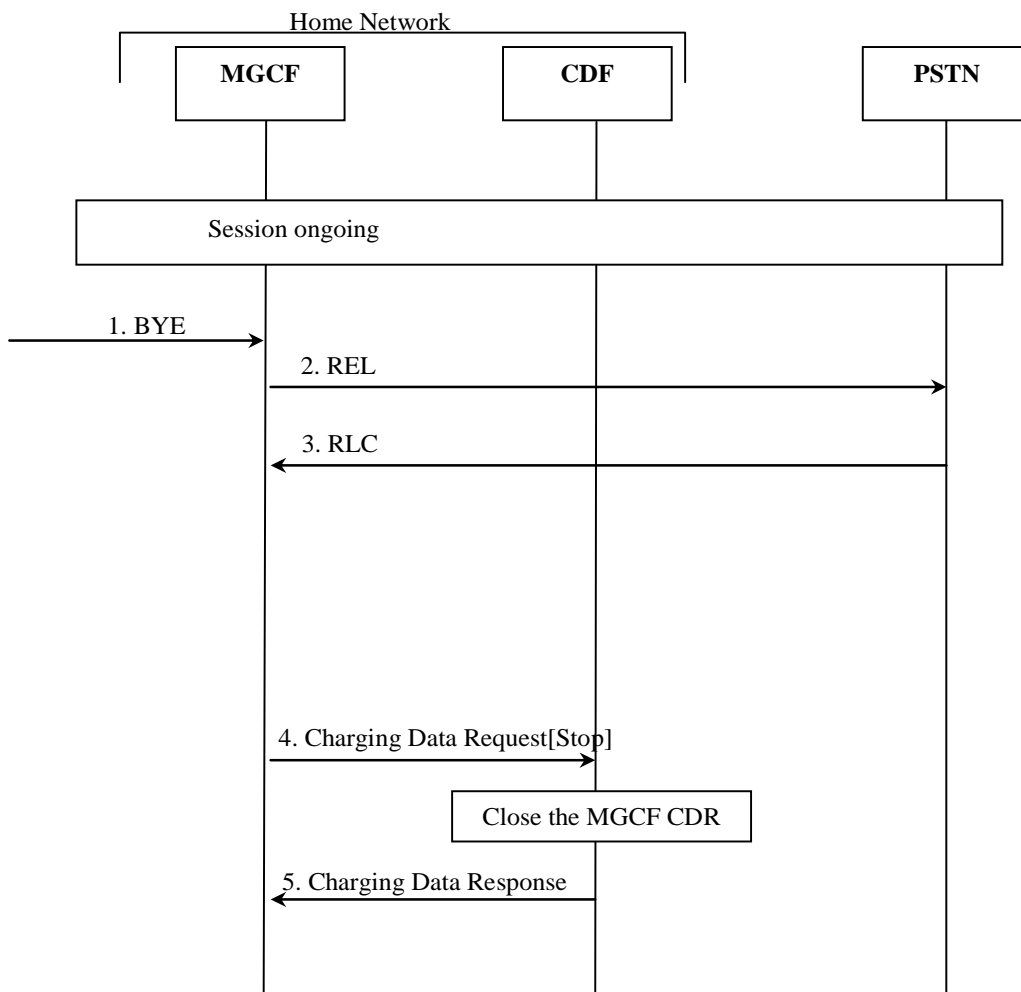 Home Network
MGCF
CDF
PSTN
Session ongoing
1. BYE
2. REL
3. RLC
4. Charging Data Request[Stop]
Close the MGCF CDR
5. Charging Data Response